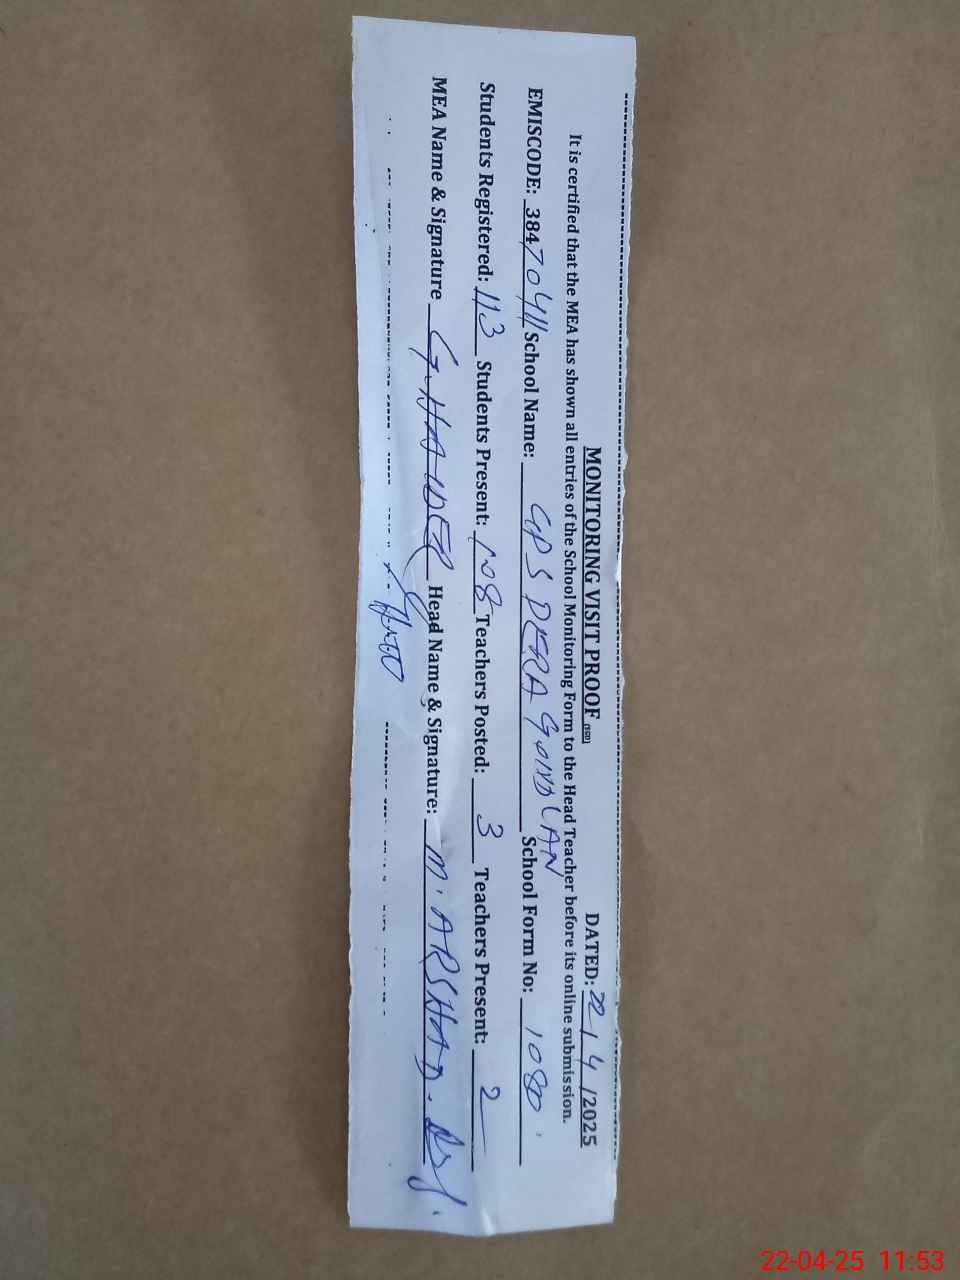 MONITORING VISIT PROOF (SED) DATED: 22/4/2025
It is certified that the MEA has shown all entries of the School Monitoring Form to the Head Teacher before its online submission.
EMISCODE: 38470411 School Name: GPS DERA GONDLAN School Form No: 1080
Students Registered: 113 Students Present: 108 Teachers Posted: 3 Teachers Present: 2
MEA Name & Signature G. HAIDER Head Name & Signature: M. ARSHAD.
22-04-25 11:53